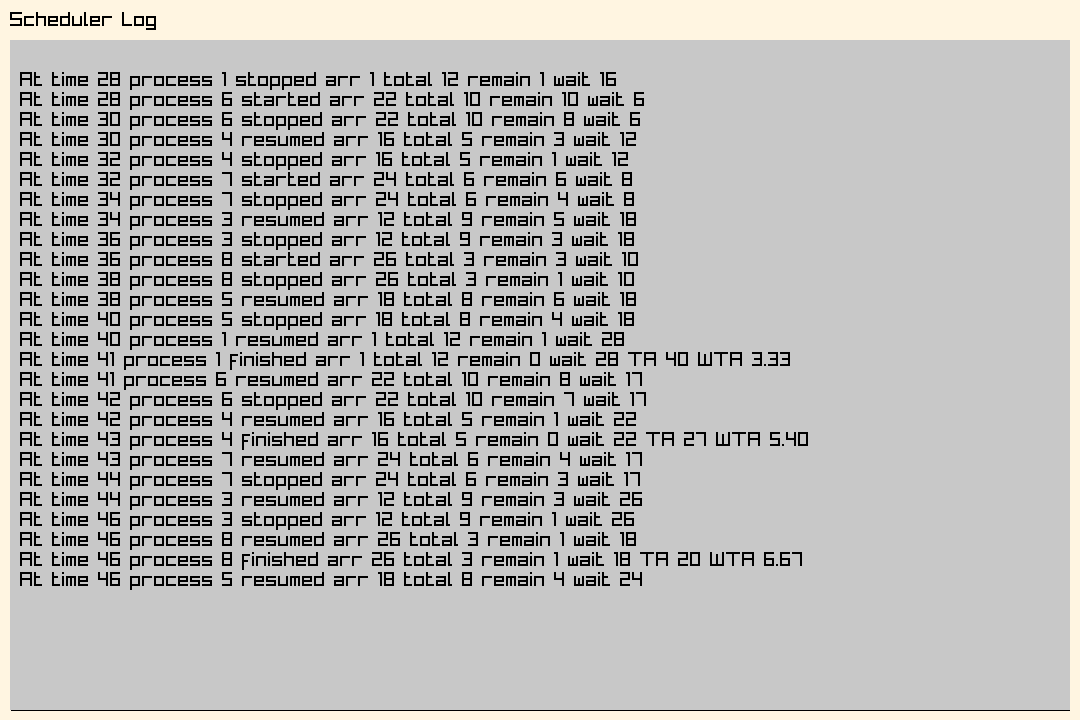 Scheduler Log
At time 28 process 1 stopped arr 1 total 12 remain 1 wait 16
At time 28 process 6 started arr 22 total 10 remain 10 wait 6
At time 30 process 6 stopped arr 22 total 10 remain 8 wait 6
At time 30 process 4 resumed arr 16 total 5 remain 3 wait 12
At time 32 process 4 stopped arr 16 total 5 remain 1 wait 12
At time 32 process 7 started arr 24 total 6 remain 6 wait 8
At time 34 process 7 stopped arr 24 total 6 remain 4 wait 8
At time 34 process 3 resumed arr 12 total 9 remain 5 wait 18
At time 36 process 3 stopped arr 12 total 9 remain 3 wait 18
At time 36 process 8 started arr 26 total 3 remain 3 wait 10
At time 38 process 8 stopped arr 26 total 3 remain 1 wait 10
At time 38 process 5 resumed arr 18 total 8 remain 6 wait 18
At time 40 process 5 stopped arr 18 total 8 remain 4 wait 18
At time 40 process 1 resumed arr 1 total 12 remain 1 wait 28
At time 41 process 1 finished arr 1 total 12 remain 0 wait 28 TA 40 WTA 3.33
At time 41 process 6 resumed arr 22 total 10 remain 8 wait 17
At time 42 process 6 stopped arr 22 total 10 remain 7 wait 17
At time 42 process 4 resumed arr 16 total 5 remain 1 wait 22
At time 43 process 4 finished arr 16 total 5 remain 0 wait 22 TA 27 WTA 5.40
At time 43 process 7 resumed arr 24 total 6 remain 4 wait 17
At time 44 process 7 stopped arr 24 total 6 remain 3 wait 17
At time 44 process 3 resumed arr 12 total 9 remain 3 wait 26
At time 46 process 3 stopped arr 12 total 9 remain 1 wait 26
At time 46 process 8 resumed arr 26 total 3 remain 1 wait 18
At time 46 process 8 finished arr 26 total 3 remain 1 wait 18 TA 20 WTA 6.67
At time 46 process 5 resumed arr 18 total 8 remain 4 wait 24